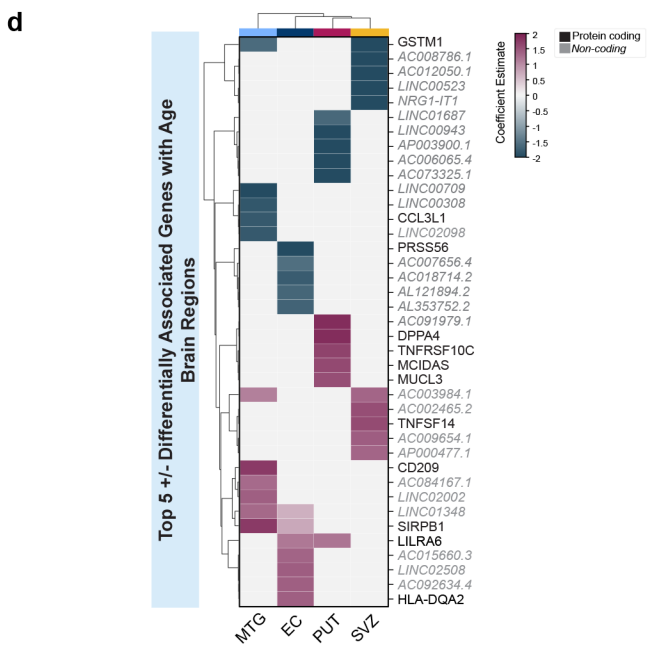 d
Top 5 +/- Differentially Associated Genes with Age
Brain Regions
GSTM1
AC008786.1
AC012050.1
LINC00523
NRG1-IT1
LINC01687
LINC00943
AP003900.1
AC006065.4
AC073325.1
LINC00709
LINC00308
CCL3L1
LINC02098
PRSS56
AC007656.4
AC018714.2
AL121894.2
AL353752.2
AC091979.1
DPPA4
TNFRSF10C
MCIDAS
MUCL3
AC003984.1
AC002465.2
TNFSF14
AC009654.1
AP000477.1
CD209
AC084167.1
LINC02002
LINC01348
SIRPB1
LILRA6
AC015660.3
LINC02508
AC092634.4
HLA-DQA2
MTG
EC
PUT
SVZ
Coefficient Estimate
2
1.5
1
0.5
0
-0.5
-1
-1.5
-2
Protein coding
Non-coding